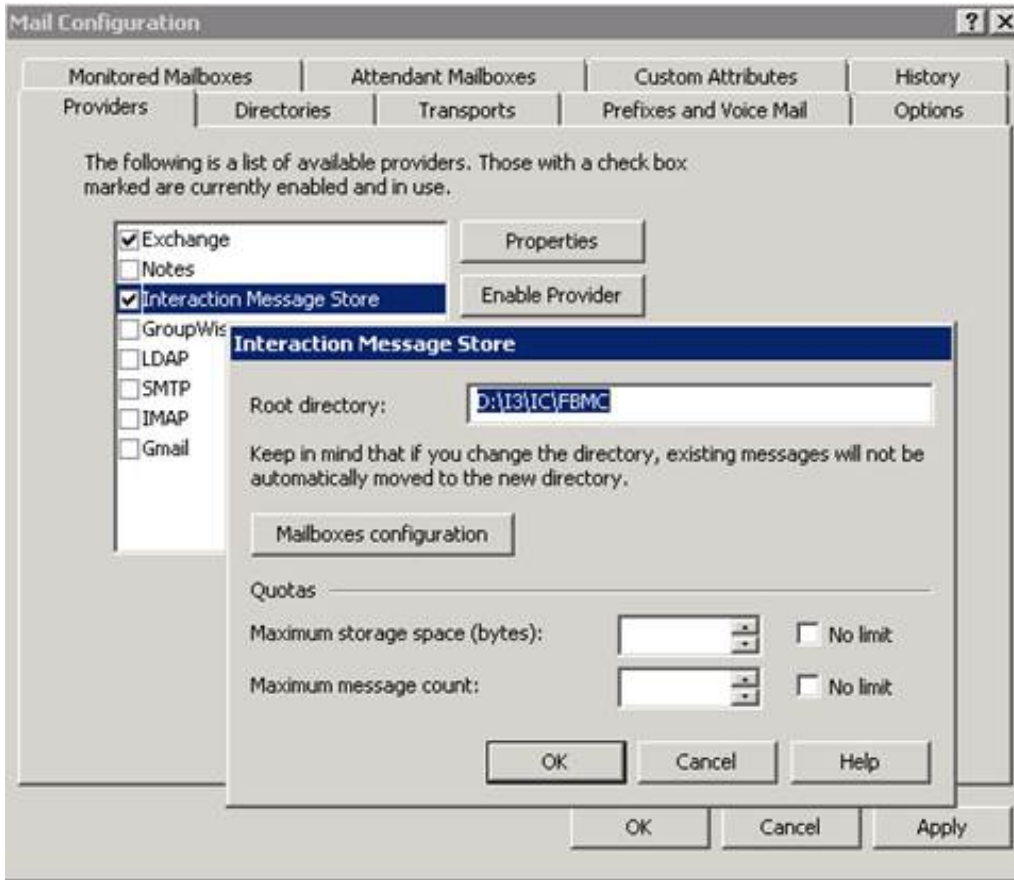 Mail Configuration
Monitored Mailboxes
Attendant Mailboxes
Custom Attributes
History
Providers
Directories
Transports
Prefixes and Voice Mail
Options
The following is a list of available providers. Those with a check box
marked are currently enabled and in use.
Exchange
Notes
Interaction Message Store
GroupWis
LDAP
SMTP
IMAP
Gmail
Properties
Enable Provider
Interaction Message Store
Root directory:
D:\I3\IC\FBMC
Keep in mind that if you change the directory, existing messages will not be
automatically moved to the new directory.
Mailboxes configuration
Quotas
Maximum storage space (bytes):
No limit
Maximum message count:
No limit
OK
Cancel
Help
OK
Cancel
Apply